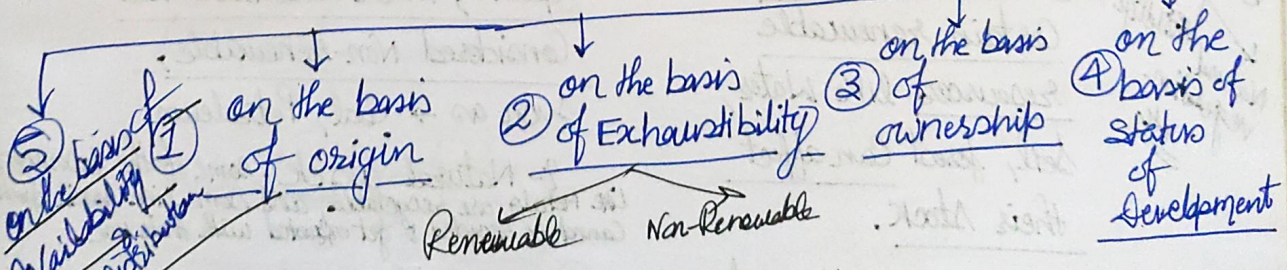 ⑤ on the basis of
Availability &
Distribution
① on the basis
of origin
② on the basis
of Exhaustibility
Renewable
Non-Renewable
③ on the basis
of
ownership
④ on the
basis of
Status
of
Development